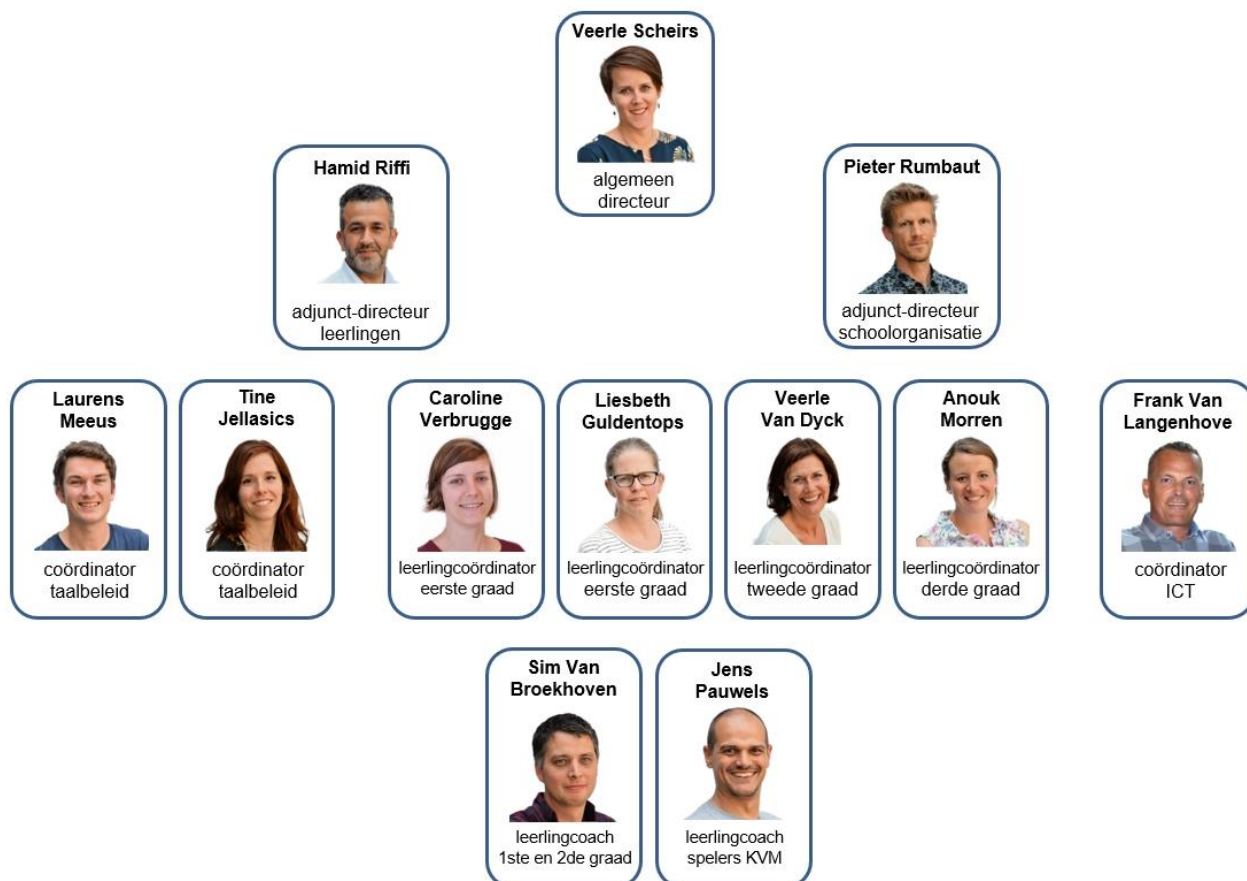 Veerle Scheirs
algemeen
directeur
Hamid Riffi
adjunct-directeur
leerlingen
Pieter Rumbaut
adjunct-directeur
schoolorganisatie
Laurens
Meeus
coördinator
taalbeleid
Tine
Jellasics
coördinator
taalbeleid
Caroline
Verbrugge
leerlingcoördinator
eerste graad
Liesbeth
Guldentops
leerlingcoördinator
eerste graad
Veerle
Van Dyck
leerlingcoördinator
tweede graad
Anouk
Morren
leerlingcoördinator
derde graad
Frank Van
Langenhove
coördinator
ICT
Sim Van
Broekhoven
leerlingcoach
1ste en 2de graad
Jens
Pauwels
leerlingcoach
spelers KVM